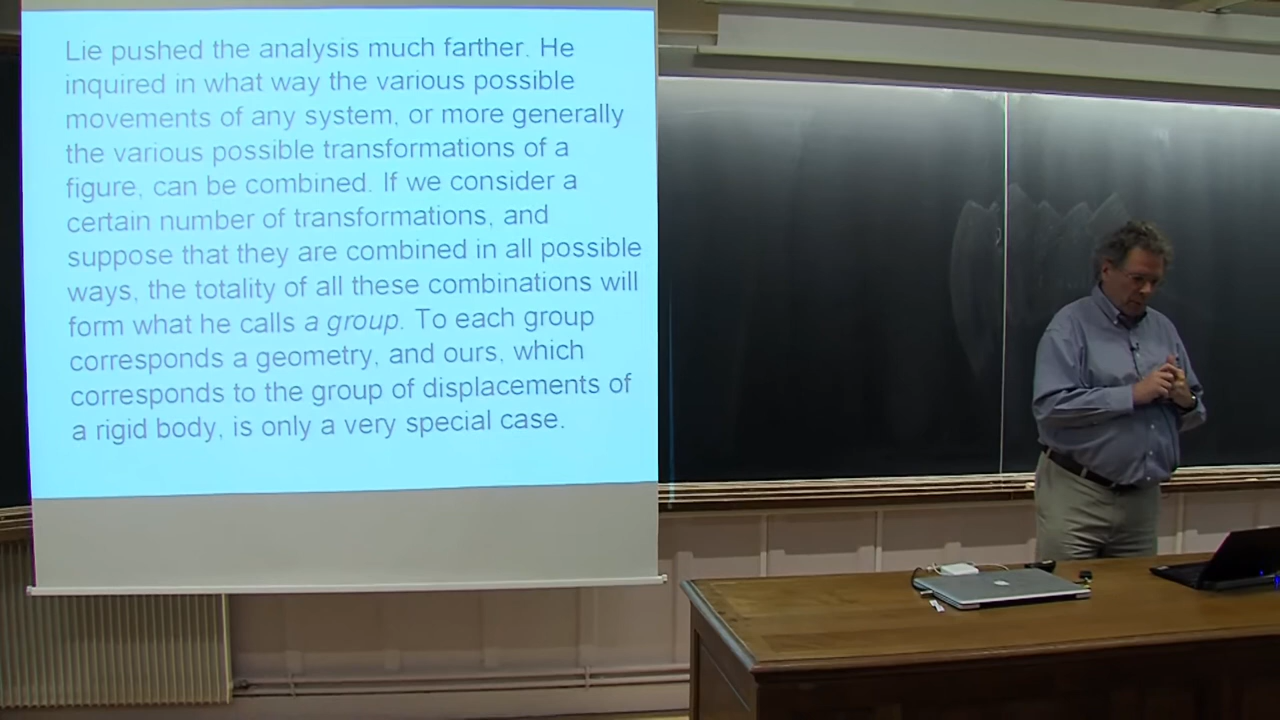 Lie pushed the analysis much farther. He
inquired in what way the various possible
movements of any system, or more generally
the various possible transformations of a
figure, can be combined. If we consider a
certain number of transformations, and
suppose that they are combined in all possible
ways, the totality of all these combinations will
form what he calls a group. To each group
corresponds a geometry, and ours, which
corresponds to the group of displacements of
a rigid body, is only a very special case.